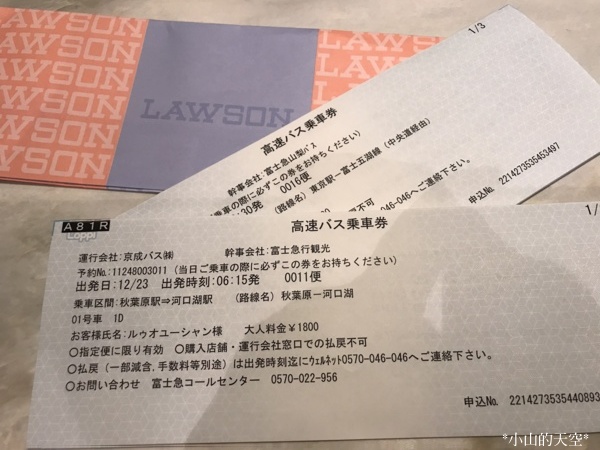 LAWSON LAWSON LAWSON
LAWSON
LAWSON
LAWSON
LAWSON
1/3
高速バス乗車券
幹事会社:富士急山梨バス
乗車の際に必ずこの券をお持ちください)
30発 0016便
(路線名)東京駅-富士五湖線(中央道経由)
不可
046-046へご連絡下さい。
申込No. 2214273535453497
A81R
Loppi
1/
高速バス乗車券
運行会社:京成バス㈱ 幹事会社:富士急行観光
予約No.:11248003011(当日ご乗車の際に必ずこの券をお持ちください)
出発日:12/23 出発時刻:06:15発 0011便
乗車区間:秋葉原駅⇒河口湖駅 (路線名)秋葉原-河口湖
01号車 1D
お客様氏名:ルゥオユーシャン様 大人料金¥1800
○指定便に限り有効 ○購入店舗・運行会社窓口での払戻不可
○払戻(一部減含,手数料等別途)は出発時刻迄にウェルネット0570-046-046へご連絡下さい。
○お問い合わせ 富士急コールセンター 0570-022-956
申込No. 2214273535440893
*小山的天空*